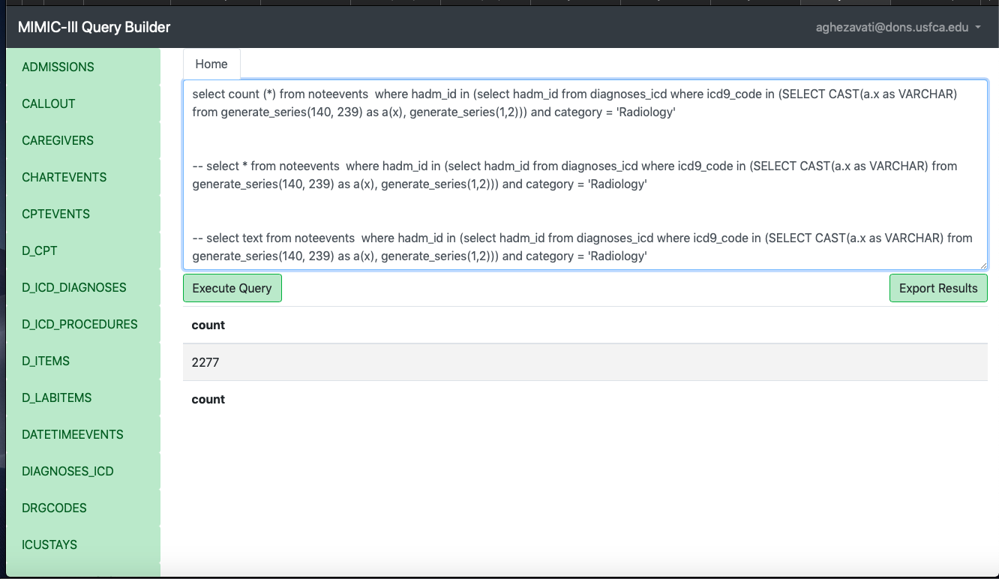 MIMIC-III Query Builder
aghezavati@dons.usfca.edu
ADMISSIONS
CALLOUT
CAREGIVERS
CHARTEVENTS
CPTEVENTS
D_CPT
D_ICD_DIAGNOSES
D_ICD_PROCEDURES
D_ITEMS
D_LABITEMS
DATETIMEEVENTS
DIAGNOSES_ICD
DRGCODES
ICUSTAYS
Home
select count (*) from noteevents  where hadm_id in (select hadm_id from diagnoses_icd where icd9_code in (SELECT CAST(a.x as VARCHAR)
from generate_series(140, 239) as a(x), generate_series(1,2))) and category = 'Radiology'
-- select * from noteevents  where hadm_id in (select hadm_id from diagnoses_icd where icd9_code in (SELECT CAST(a.x as VARCHAR) from
generate_series(140, 239) as a(x), generate_series(1,2))) and category = 'Radiology'
-- select text from noteevents  where hadm_id in (select hadm_id from diagnoses_icd where icd9_code in (SELECT CAST(a.x as VARCHAR) from
generate_series(140, 239) as a(x), generate_series(1,2))) and category = 'Radiology'
Execute Query
Export Results
count
2277
count